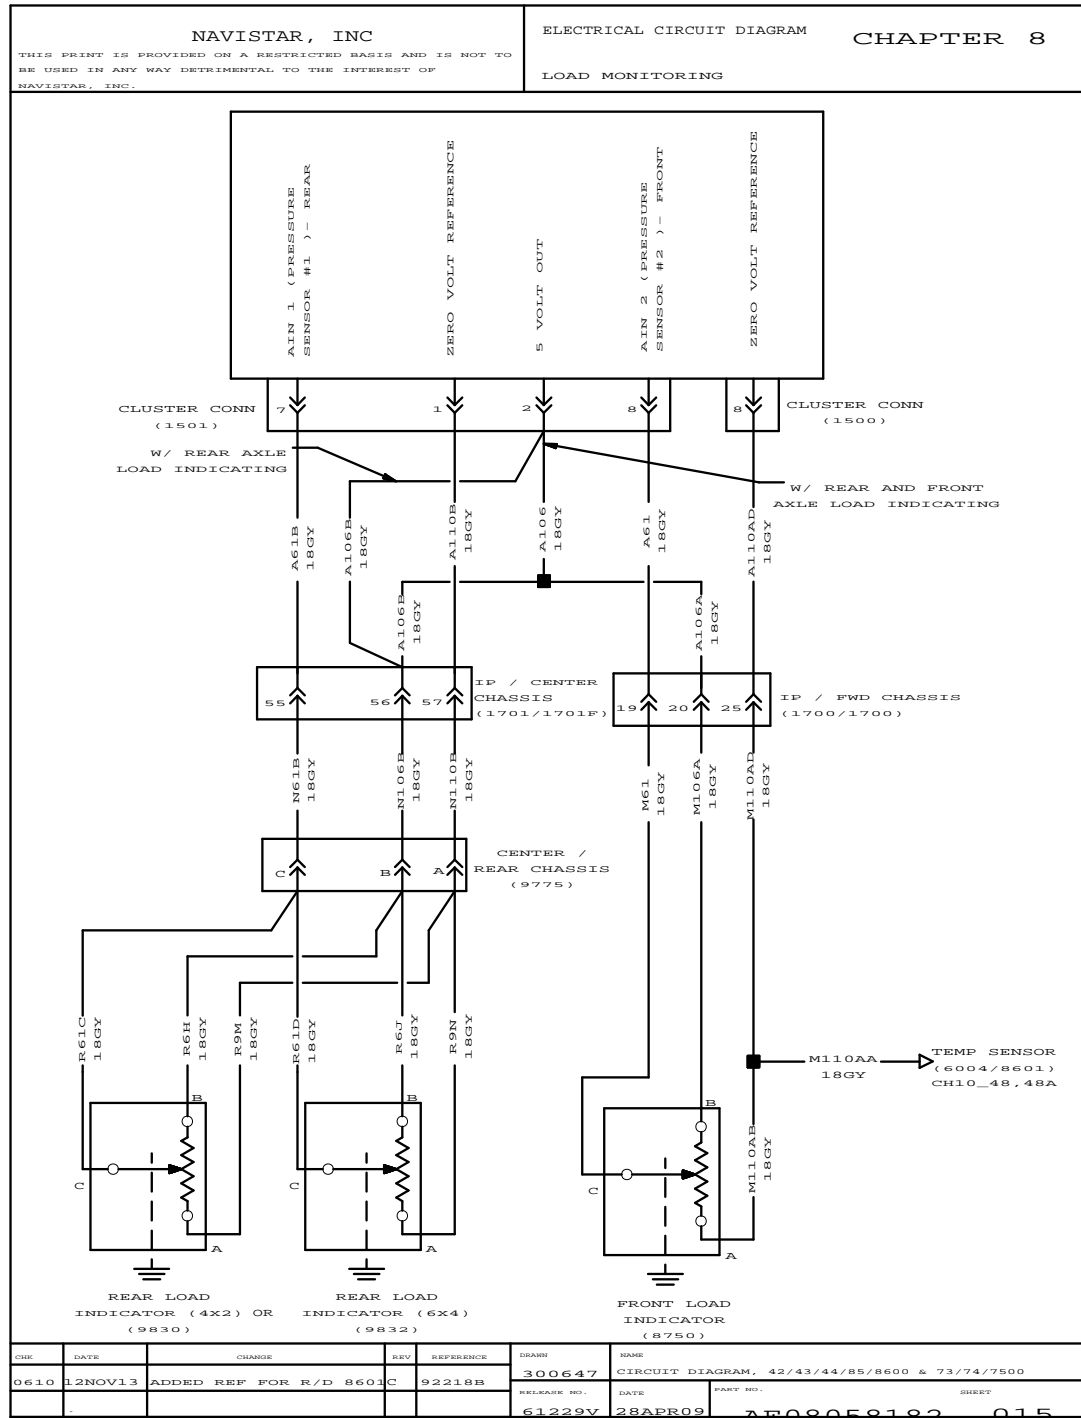 NAVISTAR, INC
THIS PRINT IS PROVIDED ON A RESTRICTED BASIS AND IS NOT TO
BE USED IN ANY WAY DETRIMENTAL TO THE INTEREST OF
NAVISTAR, INC.
ELECTRICAL CIRCUIT DIAGRAM
LOAD MONITORING
CHAPTER 8
AIN 1 (PRESSURE
SENSOR #1 )- REAR
ZERO VOLT REFERENCE
5 VOLT OUT
AIN 2 (PRESSURE
SENSOR #2 )- FRONT
ZERO VOLT REFERENCE
CLUSTER CONN
(1501)
7
1
2
8
8
CLUSTER CONN
(1500)
W/ REAR AXLE
LOAD INDICATING
W/ REAR AND FRONT
AXLE LOAD INDICATING
A61B
18GY
A106B
18GY
A110B
18GY
A106
18GY
A61
18GY
A110AD
18GY
A106B
18GY
A106A
18GY
55
56
57
IP / CENTER
CHASSIS
(1701/1701F)
19
20
25
IP / FWD CHASSIS
(1700/1700)
N61B
18GY
N106B
18GY
N110B
18GY
M61
18GY
M106A
18GY
M110AD
18GY
C
B
A
CENTER /
REAR CHASSIS
(9775)
R61C
18GY
R6H
18GY
R9M
18GY
R61D
18GY
R6J
18GY
R9N
18GY
M110AA
18GY
TEMP SENSOR
(6004/8601)
CH10_48,48A
M110AB
18GY
B
C
A
B
C
A
B
C
A
REAR LOAD
INDICATOR (4X2) OR
(9830)
REAR LOAD
INDICATOR (6X4)
(9832)
FRONT LOAD
INDICATOR
(8750)
CHK DATE CHANGE REV REFERENCE
0610 12NOV13 ADDED REF FOR R/D 8601 C 92218B
.
DRAWN
300647
NAME
CIRCUIT DIAGRAM, 42/43/44/85/8600 & 73/74/7500
RELEASE NO.
61229V
DATE
28APR09
PART NO.
AE08058182
SHEET
015